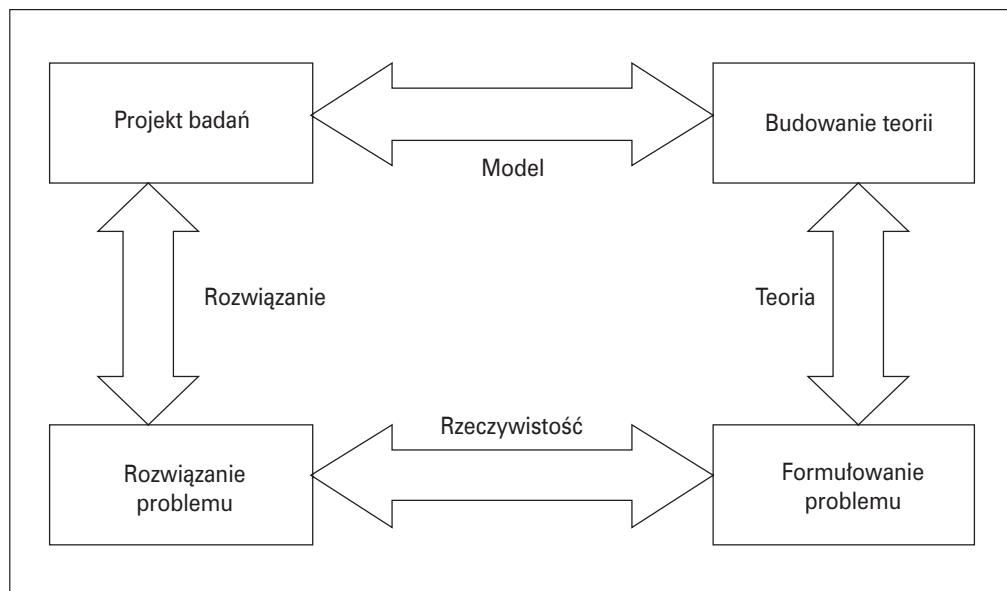 Projekt badań
Budowanie teorii
Model
Rozwiązanie
Teoria
Rzeczywistość
Rozwiązanie
problemu
Formułowanie
problemu